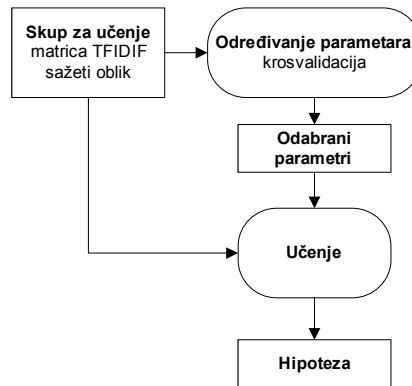 Skup za učenje
matrica TFIDIF
sažeti oblik
Određivanje parametara
krosvalidacija
Odabrani
parametri
Učenje
Hipoteza